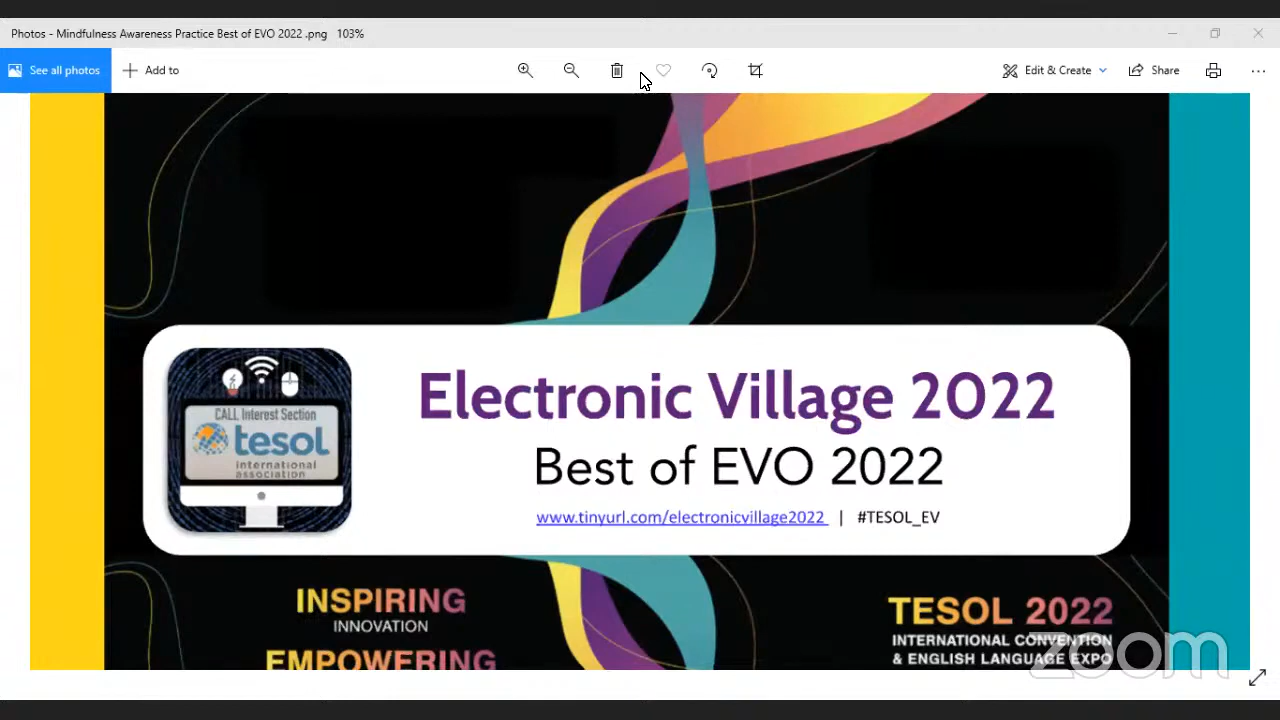 Photos - Mindfulness Awareness Practice Best of EVO 2022 .png 103%
See all photos
Add to
Edit & Create
Share
Electronic Village 2022
Best of EVO 2022
www.tinyurl.com/electronicvillage2022 | #TESOL_EV
CALL Interest Section
tesol
international
association
INSPIRING
INNOVATION
EMPOWERING
TESOL 2022
INTERNATIONAL CONVENTION
& ENGLISH LANGUAGE EXPO
zoom